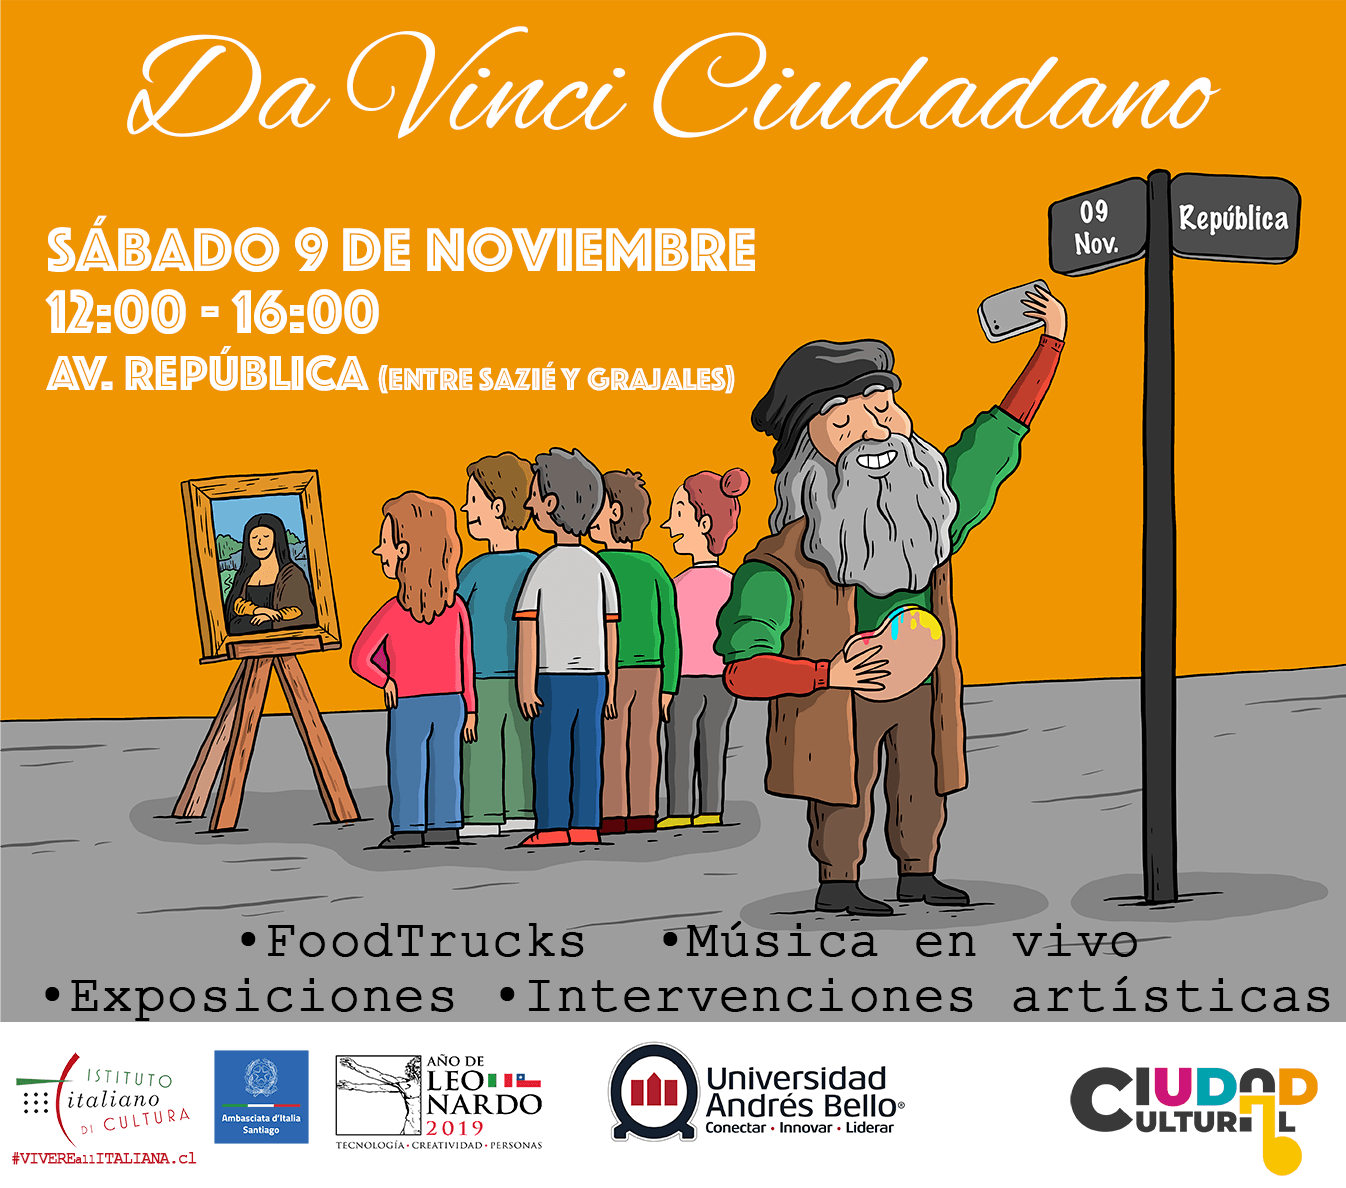 Da Vinci Ciudadano
09
Nov.
República
SÁBADO 9 DE NOVIEMBRE
12:00 - 16:00
AV. REPÚBLICA (ENTRE SAZIÉ Y GRAJALES)
•FoodTrucks •Música en vivo
•Exposiciones •Intervenciones artísticas
ISTITUTO
italiano
DI CULTURA
#VIVEREallITALIANA.cl
Ambasciata d'Italia
Santiago
AÑO DE
LEO
NARDO
2019
TECNOLOGÍA • CREATIVIDAD • PERSONAS
Universidad
Andrés Bello®
Conectar • Innovar • Liderar
CIUDAD
CULTURAL